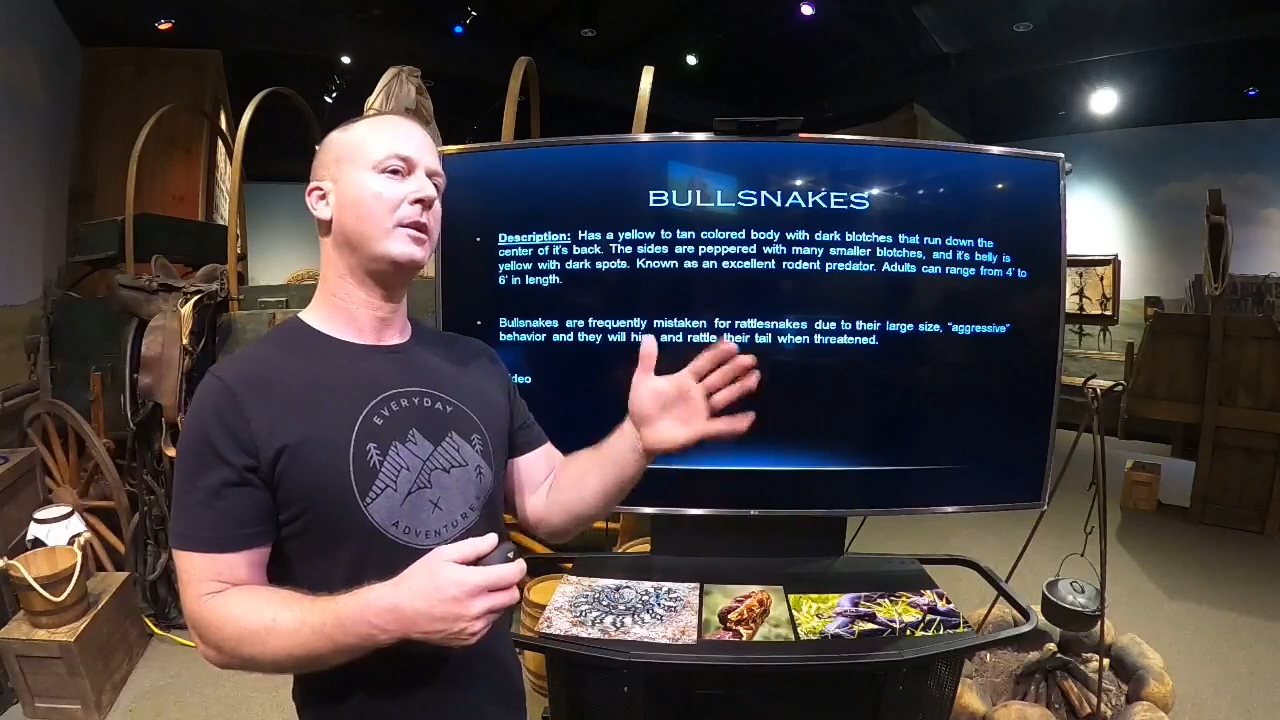 BULLSNAKES
Description: Has a yellow to tan colored body with dark blotches that run down the
center of it's back. The sides are peppered with many smaller blotches, and it's belly is
yellow with dark spots. Known as an excellent rodent predator. Adults can range from 4' to
6' in length.
Bullsnakes are frequently mistaken for rattlesnakes due to their large size, "aggressive"
behavior and they will and rattle their tail when threatened.
EVERYDAY
ADVENTURE